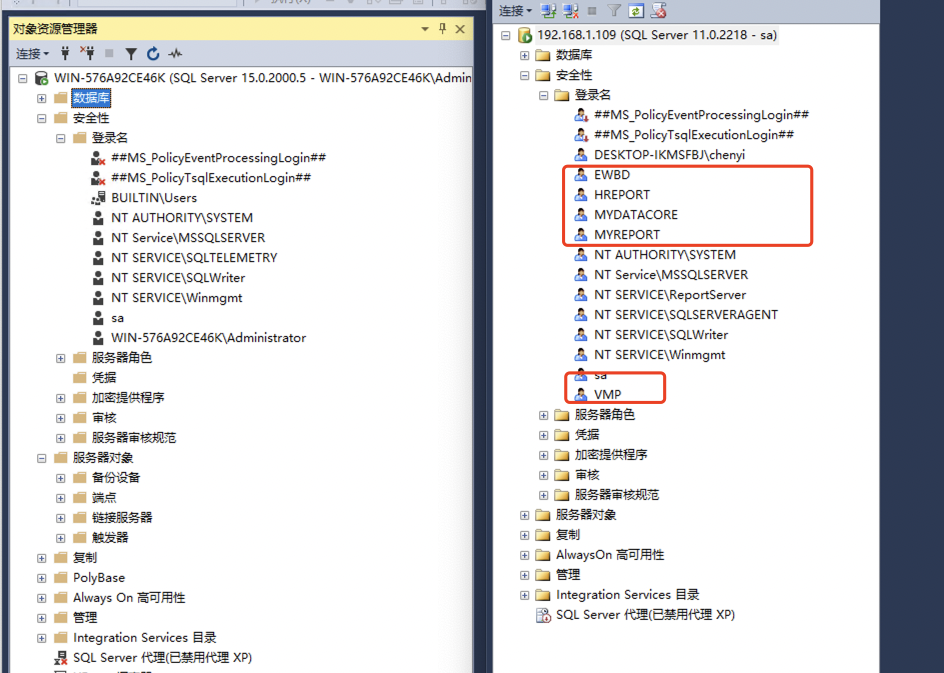 对象资源管理器
连接
WIN-576A92CE46K (SQL Server 15.0.2000.5 - WIN-576A92CE46K\Admin
数据库
安全性
登录名
##MS_PolicyEventProcessingLogin##
##MS_PolicyTsqlExecutionLogin##
BUILTIN\Users
NT AUTHORITY\SYSTEM
NT Service\MSSQLSERVER
NT SERVICE\SQLTELEMETRY
NT SERVICE\SQLWriter
NT SERVICE\Winmgmt
sa
WIN-576A92CE46K\Administrator
服务器角色
凭据
加密提供程序
审核
服务器审核规范
服务器对象
备份设备
端点
链接服务器
触发器
复制
PolyBase
Always On 高可用性
管理
Integration Services 目录
SQL Server 代理(已禁用代理 XP)
连接
192.168.1.109 (SQL Server 11.0.2218 - sa)
数据库
安全性
登录名
##MS_PolicyEventProcessingLogin##
##MS_PolicyTsqlExecutionLogin##
DESKTOP-IKMSFBJ\chenyi
EWBD
HREPORT
MYDATACORE
MYREPORT
NT AUTHORITY\SYSTEM
NT Service\MSSQLSERVER
NT SERVICE\ReportServer
NT SERVICE\SQLSERVERAGENT
NT SERVICE\SQLWriter
NT SERVICE\Winmgmt
sa
VMP
服务器角色
凭据
加密提供程序
审核
服务器审核规范
服务器对象
复制
AlwaysOn 高可用性
管理
Integration Services 目录
SQL Server 代理(已禁用代理 XP)